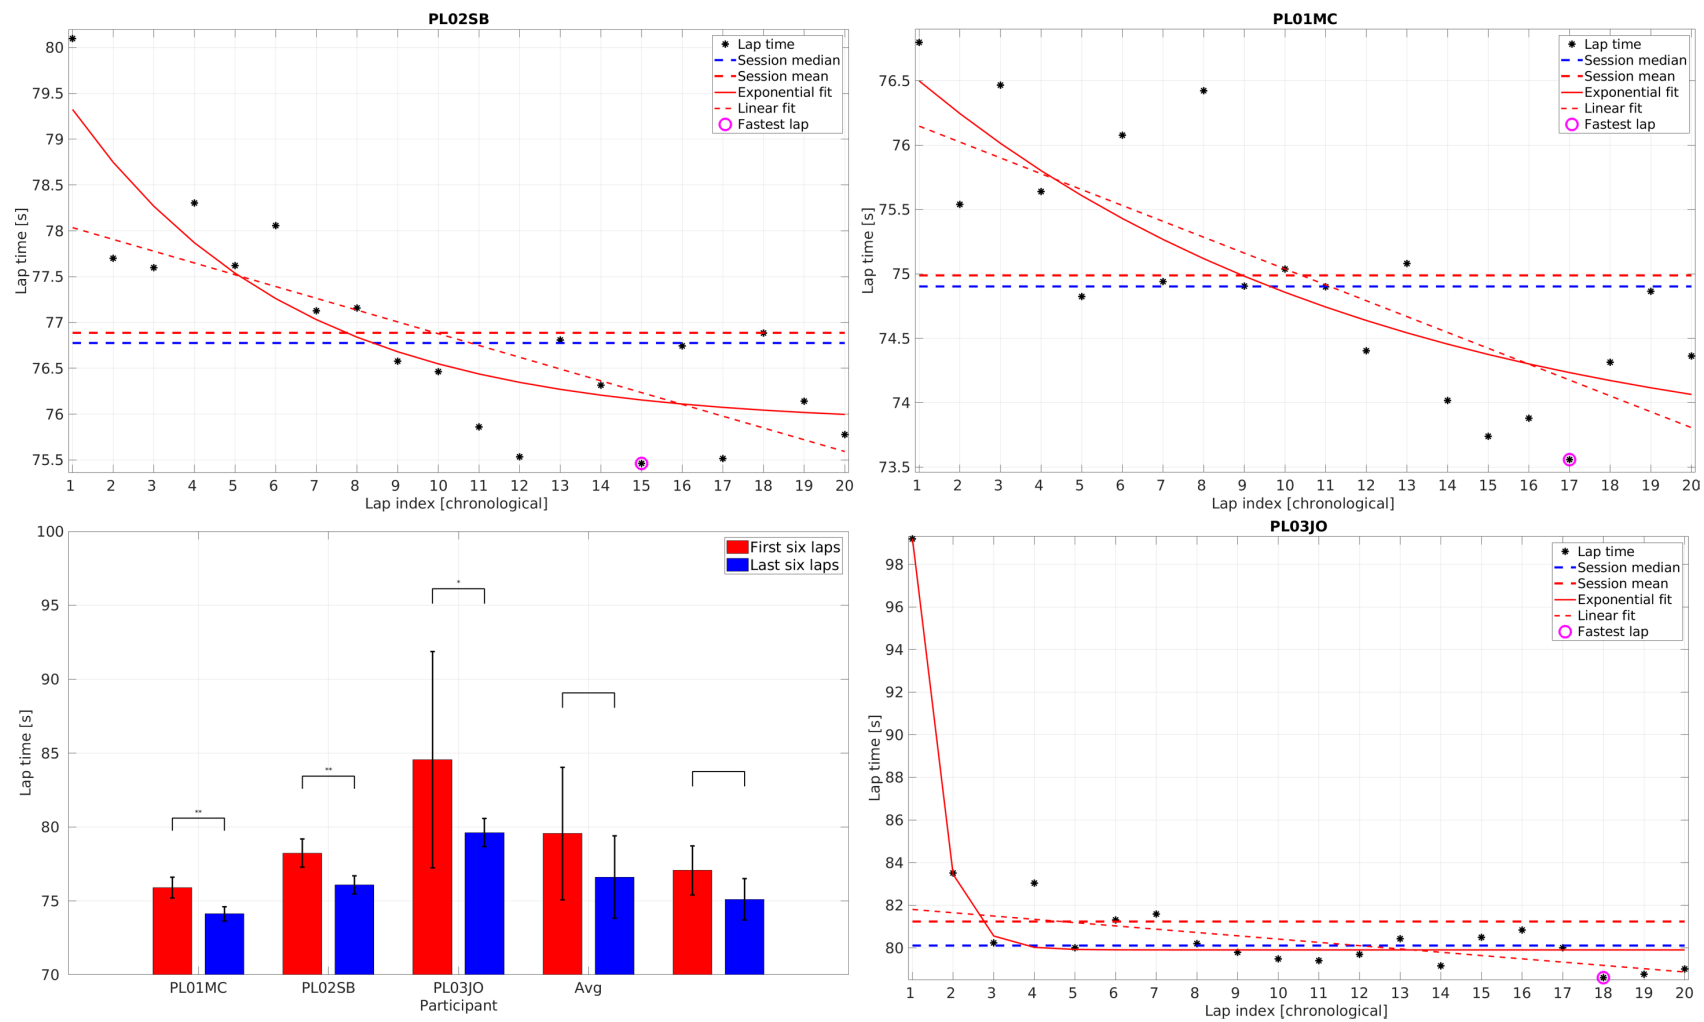 PL02SB
80
79.5
79
78.5
78
77.5
77
76.5
76
75.5
Lap time [s]
1 2 3 4 5 6 7 8 9 10 11 12 13 14 15 16 17 18 19 20
Lap index [chronological]
Lap time
Session median
Session mean
Exponential fit
Linear fit
Fastest lap
PL01MC
76.5
76
75.5
75
74.5
74
73.5
Lap time [s]
1 2 3 4 5 6 7 8 9 10 11 12 13 14 15 16 17 18 19 20
Lap index [chronological]
Lap time
Session median
Session mean
Exponential fit
Linear fit
Fastest lap
100
95
90
85
80
75
70
Lap time [s]
First six laps
Last six laps
**
**
*
PL01MC PL02SB PL03JO Avg
Participant
PL03JO
98
96
94
92
90
88
86
84
82
80
Lap time [s]
1 2 3 4 5 6 7 8 9 10 11 12 13 14 15 16 17 18 19 20
Lap index [chronological]
Lap time
Session median
Session mean
Exponential fit
Linear fit
Fastest lap